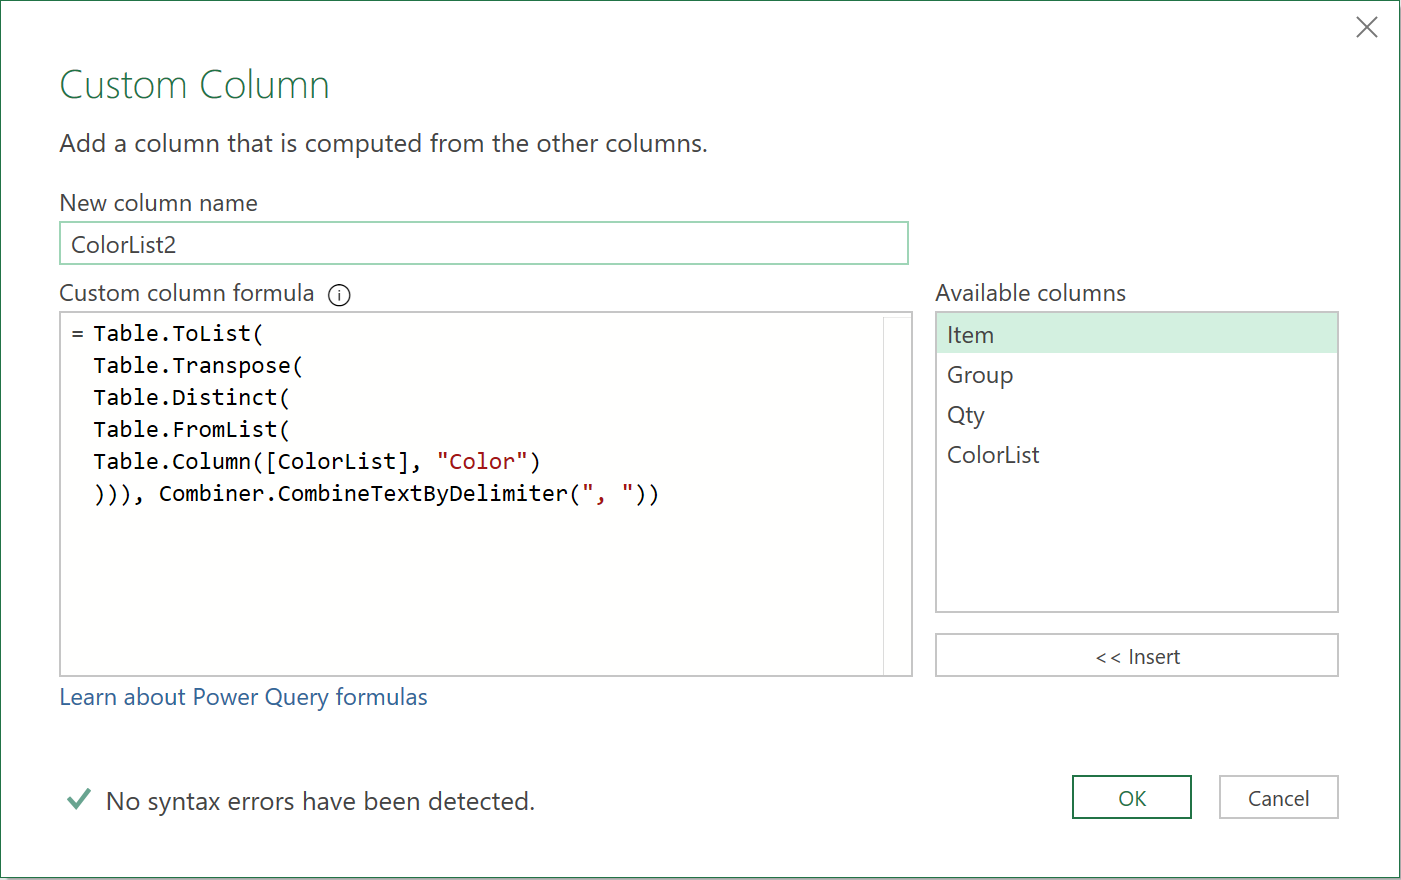 Custom Column
Add a column that is computed from the other columns.
New column name
ColorList2
Custom column formula
= Table.ToList(
Table.Transpose(
Table.Distinct(
Table.FromList(
Table.Column([ColorList], "Color")
))), Combiner.CombineTextByDelimiter(", "))
Available columns
Item
Group
Qty
ColorList
<< Insert
Learn about Power Query formulas
No syntax errors have been detected.
OK
Cancel